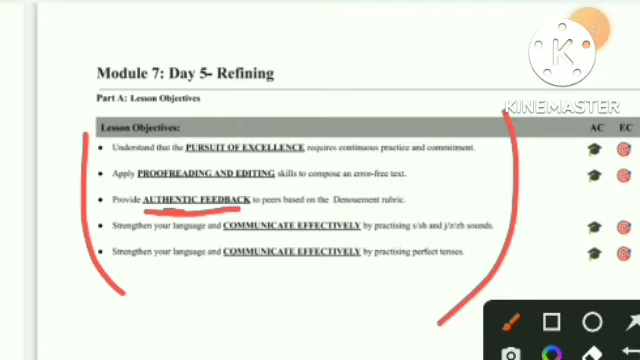 KINEMASTER
Module 7: Day 5- Refining
Part A: Lesson Objectives
Lesson Objectives: AC EC
• Understand that the PURSUIT OF EXCELLENCE requires continuous practice and commitment.
• Apply PROOFREADING AND EDITING skills to compose an error-free text.
• Provide AUTHENTIC FEEDBACK to peers based on the Denouement rubric.
• Strengthen your language and COMMUNICATE EFFECTIVELY by practising s/sh and j/z/zh sounds.
• Strengthen your language and COMMUNICATE EFFECTIVELY by practising perfect tenses.